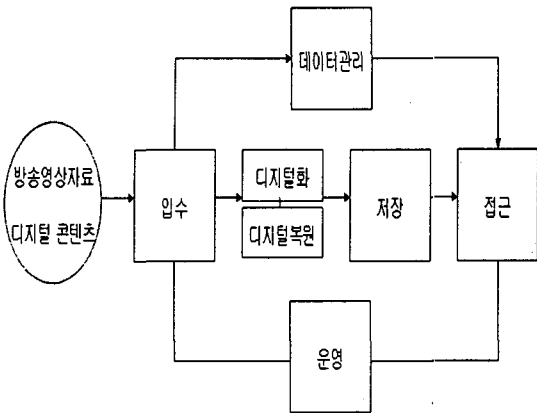 데이터관리
방송영상자료
디지털 콘텐츠
입수
디지털화
디지털복원
저장
접근
운영